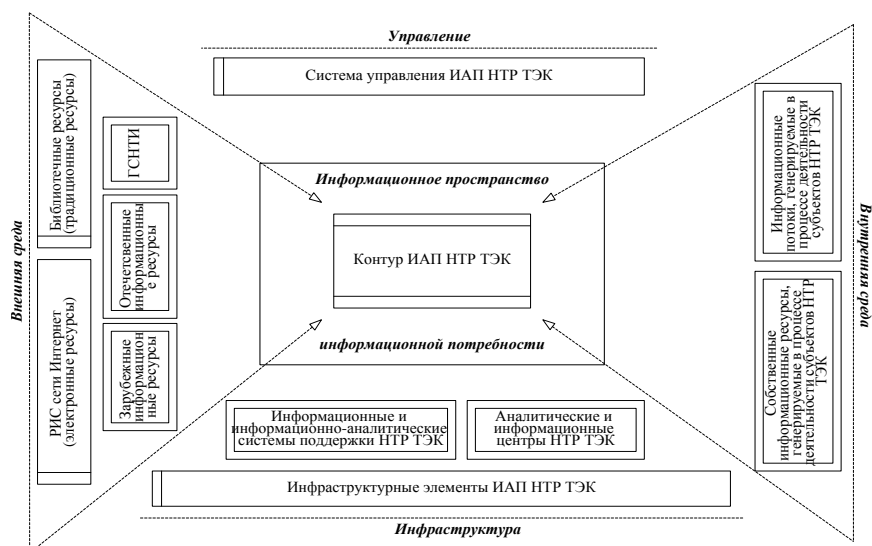 Управление
Система управления ИАП НТР ТЭК
Внешняя среда
Библиотечные ресурсы
(традиционные ресурсы)
РИС сети Интернет
(электронные ресурсы)
ГСНТИ
Отечетсвенные
информационны
е ресурсы
Зарубежные
информацион
ные ресурсы
Информационное пространство
Контур ИАП НТР ТЭК
информационной потребности
Информационные
потоки, генерируемые в
процессе деятельности
субъектов НТР ТЭК
Собственные
информационные ресурсы,
генерируемые в процессе
деятельности субъектов НТР
ТЭК
Внутренняя среда
Информационные и
информационно-аналитические
системы поддержки НТР ТЭК
Аналитические и
информационные
центры НТР ТЭК
Инфраструктурные элементы ИАП НТР ТЭК
Инфраструктура